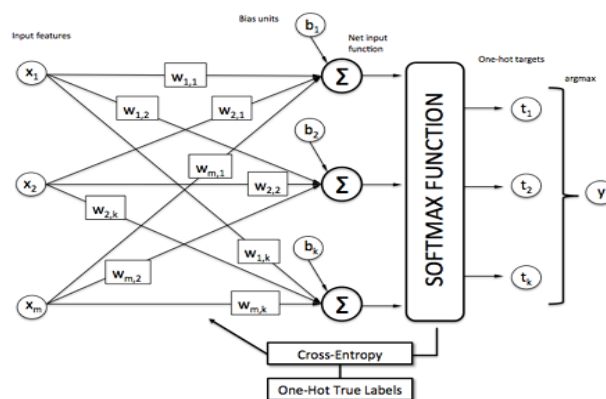 Input features
Bias units
Net input
function
One-hot targets
argmax
b1
x1
w1,1
Σ
w1,2
w2,1
t1
b2
wm,1
x2
w2,2
Σ
t2
y
w2,k
bk
w1,k
wm,2
xm
wm,k
Σ
tk
SOFTMAX FUNCTION
Cross-Entropy
One-Hot True Labels